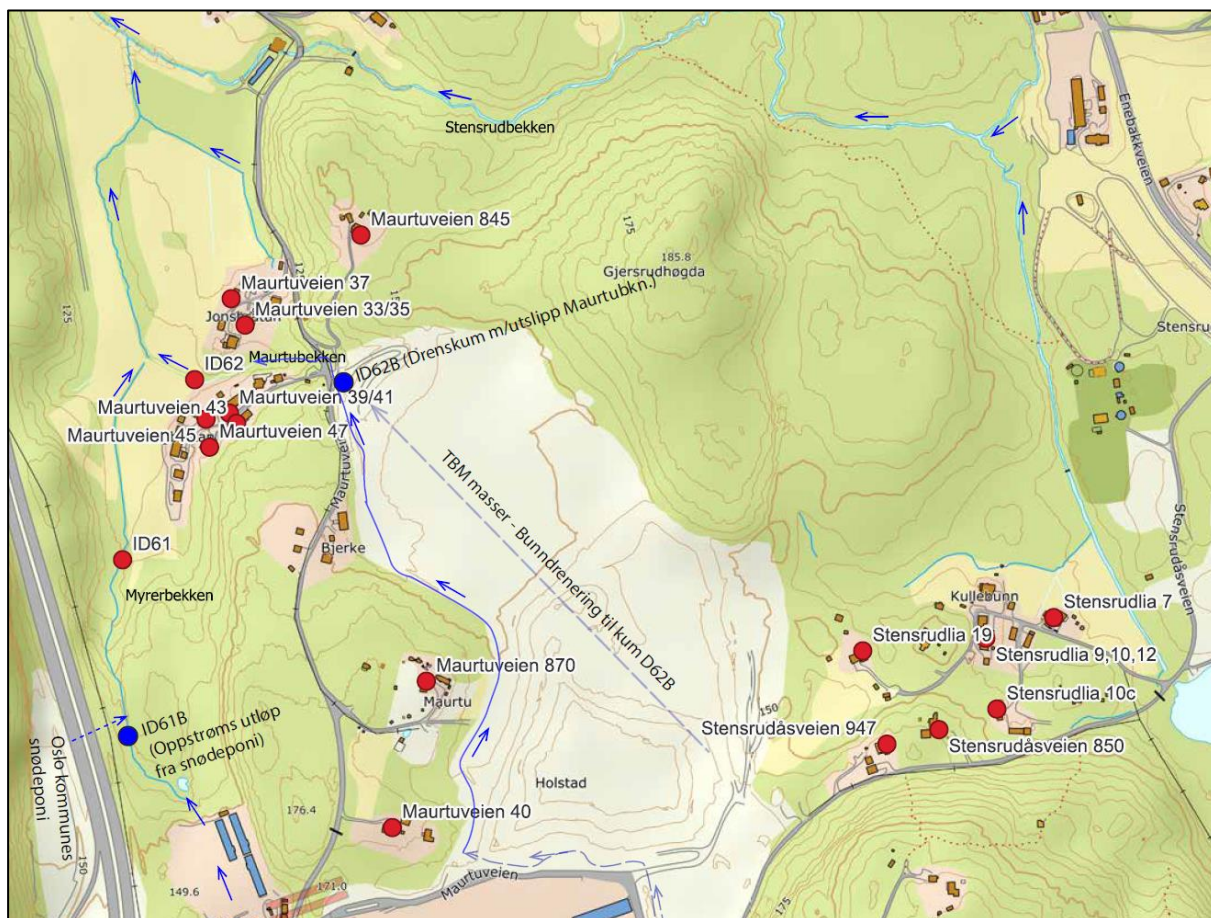 Stensrudbekken
Enebakkveien
Maurtuveien 845
175
185.8
Gjersrudhøgda
125
Maurtuveien 37
Maurtuveien 33/35
Maurtubekken
ID62B (Drenskum m/utslipp Maurtubkn.)
ID62
Maurtuveien 39/41
Maurtuveien 43
Maurtuveien 47
Maurtuveien 45
TBM masser - Bunndrenering til kum D62B
Stensrudåsveien
Bjerke
ID61
Myrerbekken
Kullebunn
Stensrudlia 7
Stensrudlia 19
Stensrudlia 9,10,12
Maurtuveien 870
Maurtu
Stensrudlia 10c
150
Stensrudåsveien 947
Stensrudåsveien 850
ID61B
(Oppstrøms utløp
fra snødeponi)
Oslo kommunes
snødeponi
Holstad
176.4
Maurtuveien 40
150
149.6
171.0
Maurtuveien
175